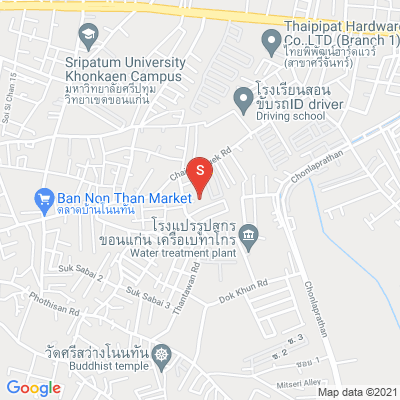 Thaipipat Hardware
Co.,LTD (Branch 1)
ไทยพิพัฒน์ฮาร์ดแวร์
(สาขาศรีจันทร์)
Sripatum University
Khonkaen Campus
มหาวิทยาลัยศรีปทุม
วิทยาเขตขอนแก่น
Soi Si Chan 15
โรงเรียนสอน
ขับรถID driver
Driving school
Rd
Chonlaprathan
S
Ban Non Than Market
ตลาดบ้านโนนทัน
โรงแปรรูปสุกร
ขอนแก่น เครือเบทาโกร
Water treatment plant
Suk Sabai 2
Suk Sabai 3
Phothisan Rd
Thantawan Rd
Dok Khun Rd
Chonlaprathan
วัดศรีสว่างโนนทัน
Buddhist temple
ซ. 2
ซ. 3
ซอย 1
Mitseri Alley
Google
Map data ©2021